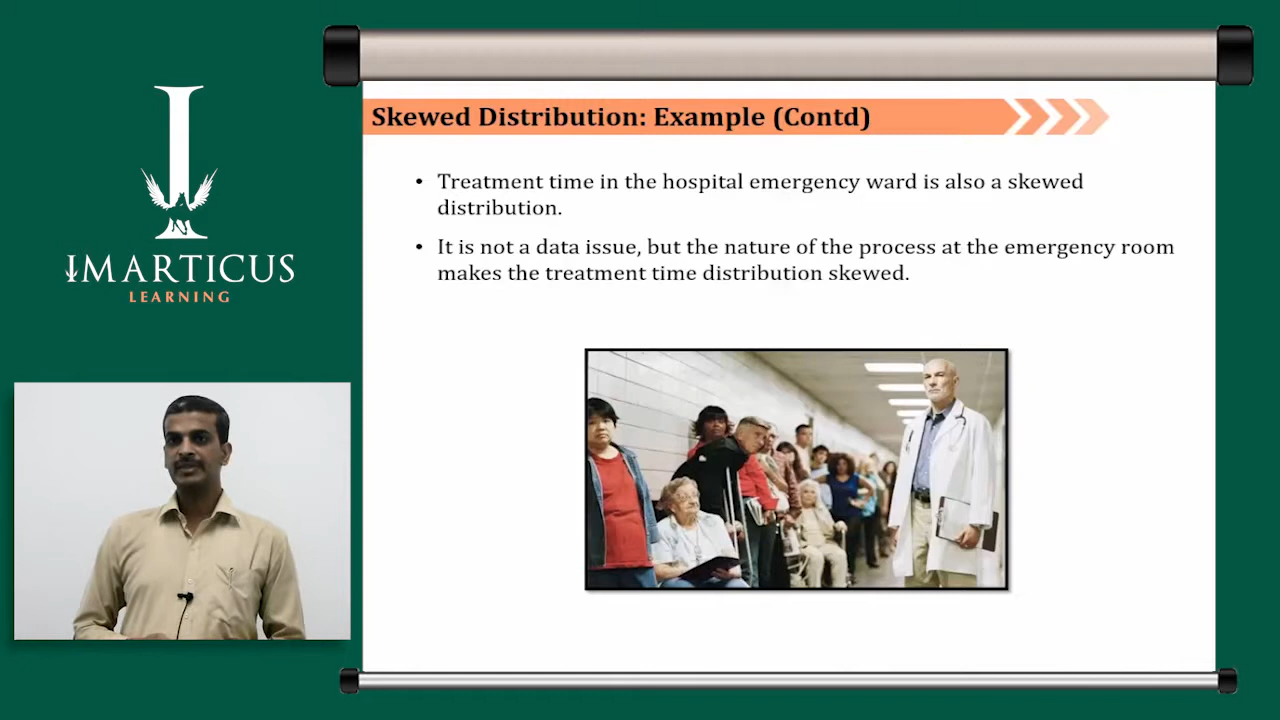 IMARTICUS
LEARNING
Skewed Distribution: Example (Contd)
• Treatment time in the hospital emergency ward is also a skewed
distribution.
• It is not a data issue, but the nature of the process at the emergency room
makes the treatment time distribution skewed.